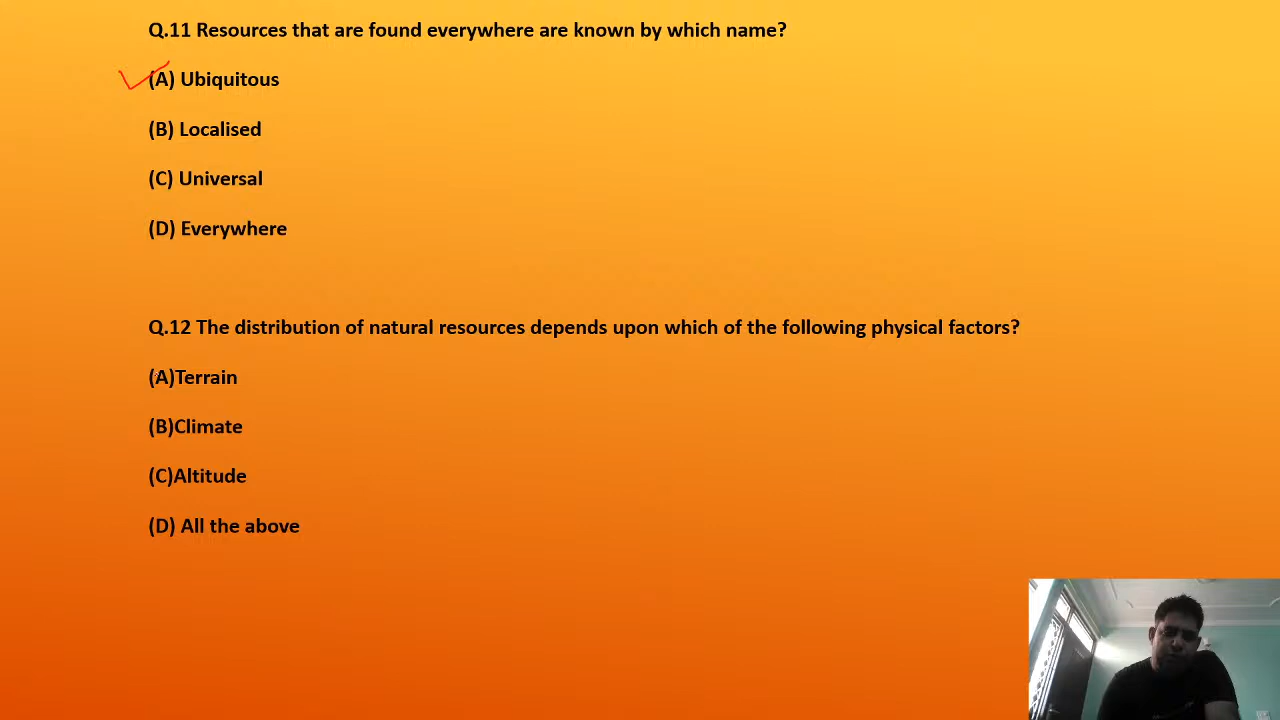 Q.11 Resources that are found everywhere are known by which name?
(A) Ubiquitous
(B) Localised
(C) Universal
(D) Everywhere
Q.12 The distribution of natural resources depends upon which of the following physical factors?
(A)Terrain
(B)Climate
(C)Altitude
(D) All the above